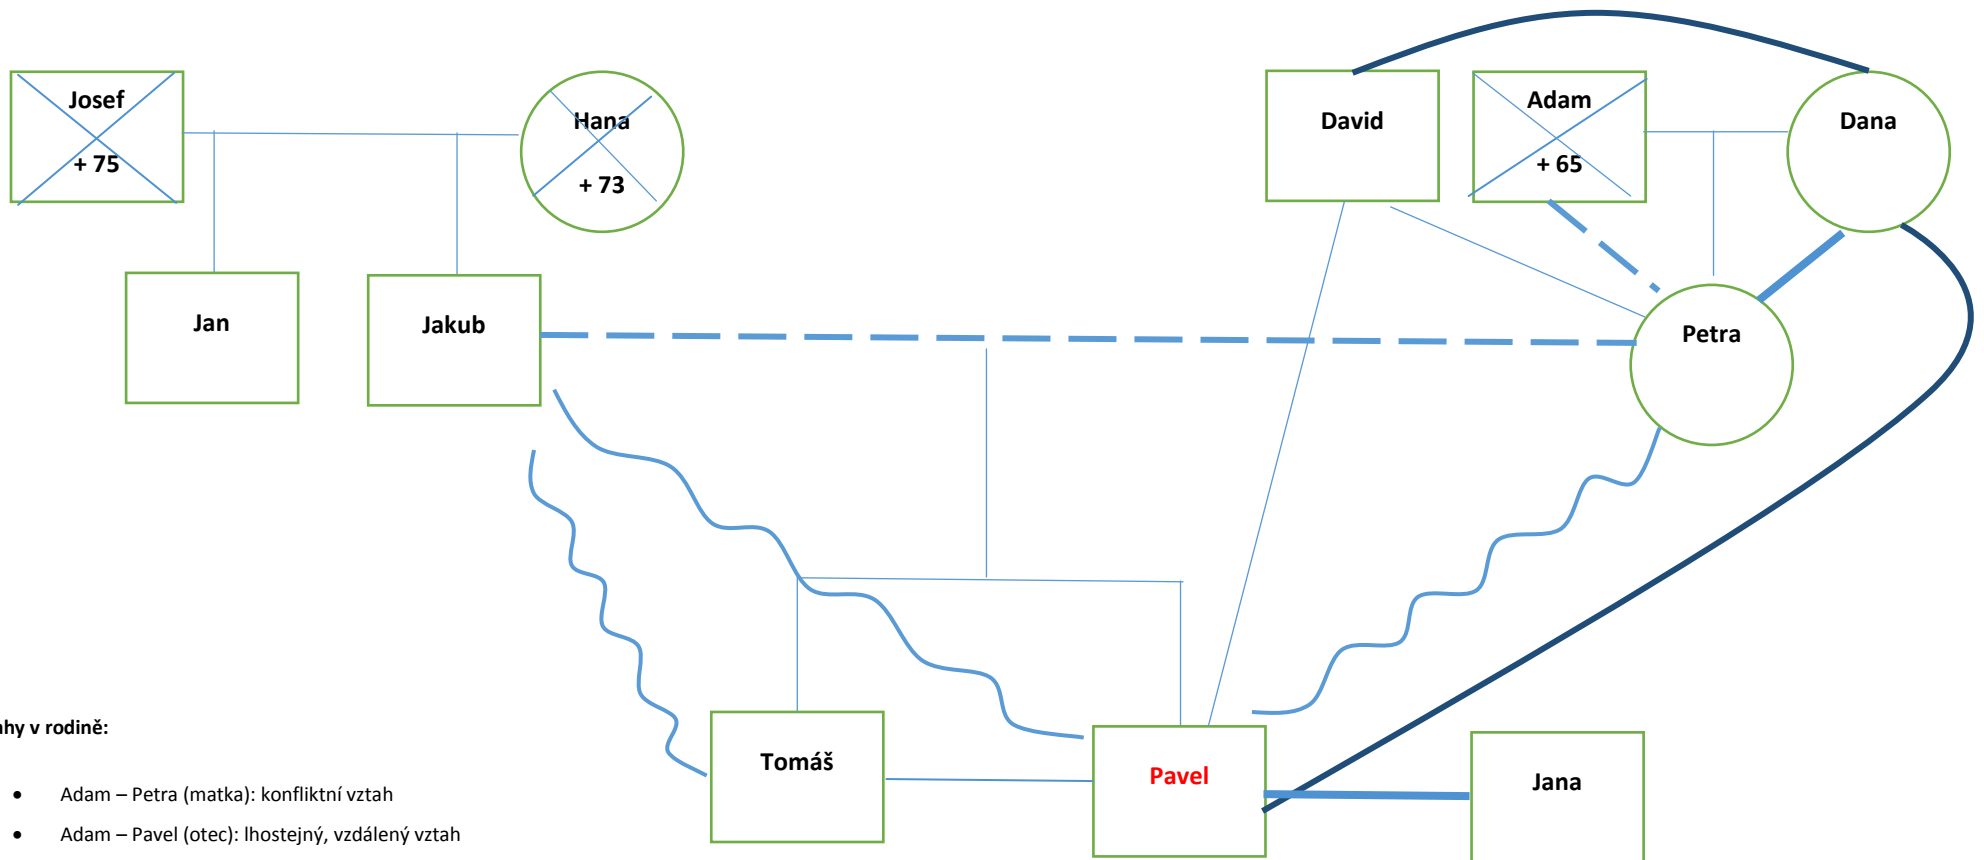 Josef
+ 75
Hana
+ 73
David
Adam
+ 65
Dana
Jan
Jakub
Petra
Tomáš
Pavel
Jana
ahy v rodině:
• Adam – Petra (matka): konfliktní vztah
• Adam – Pavel (otec): lhostejný, vzdálený vztah